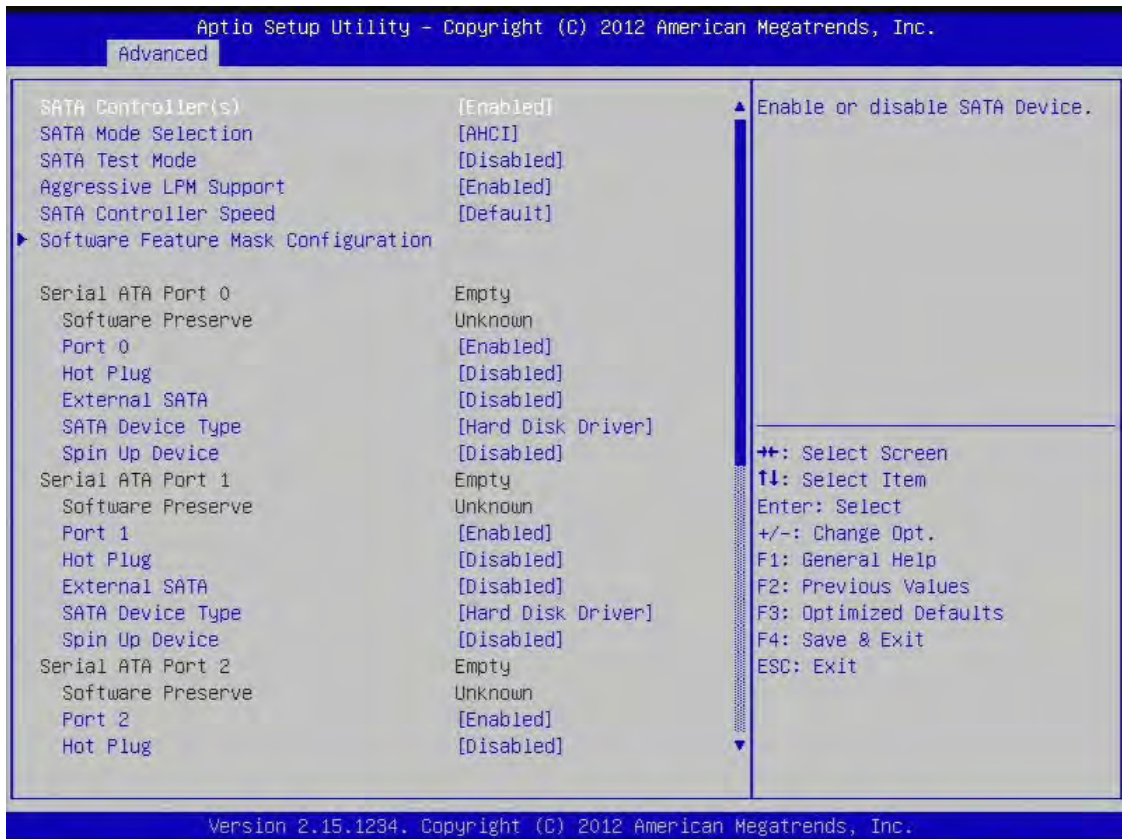 Aptio Setup Utility – Copyright (C) 2012 American Megatrends, Inc.
Advanced
SATA Controller(s) [Enabled]
SATA Mode Selection [AHCI]
SATA Test Mode [Disabled]
Aggressive LPM Support [Enabled]
SATA Controller Speed [Default]
Software Feature Mask Configuration
Serial ATA Port 0 Empty
Software Preserve Unknown
Port 0 [Enabled]
Hot Plug [Disabled]
External SATA [Disabled]
SATA Device Type [Hard Disk Driver]
Spin Up Device [Disabled]
Serial ATA Port 1 Empty
Software Preserve Unknown
Port 1 [Enabled]
Hot Plug [Disabled]
External SATA [Disabled]
SATA Device Type [Hard Disk Driver]
Spin Up Device [Disabled]
Serial ATA Port 2 Empty
Software Preserve Unknown
Port 2 [Enabled]
Hot Plug [Disabled]
Enable or disable SATA Device.
→←: Select Screen
↑↓: Select Item
Enter: Select
+/-: Change Opt.
F1: General Help
F2: Previous Values
F3: Optimized Defaults
F4: Save & Exit
ESC: Exit
Version 2.15.1234. Copyright (C) 2012 American Megatrends, Inc.